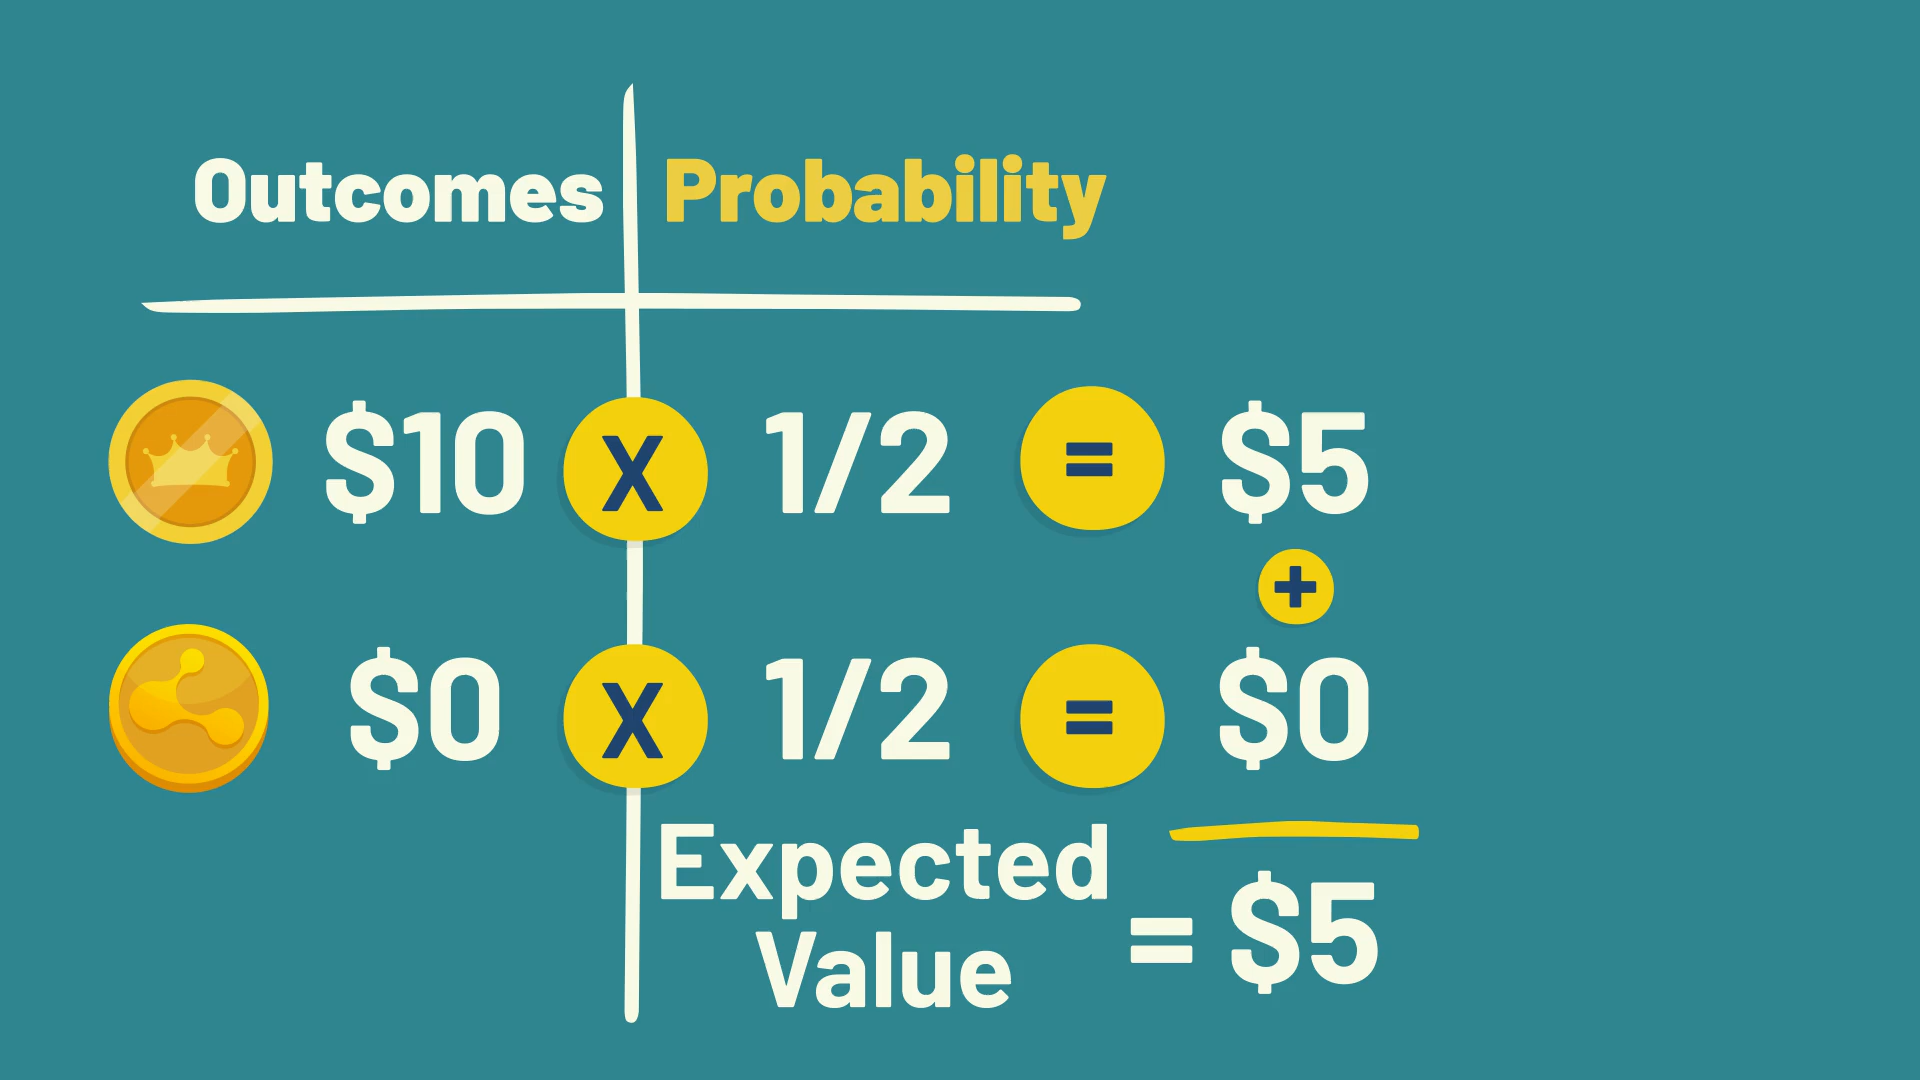 Outcomes Probability
$10 X 1/2 = $5
+
$0 X 1/2 = $0
Expected
Value = $5